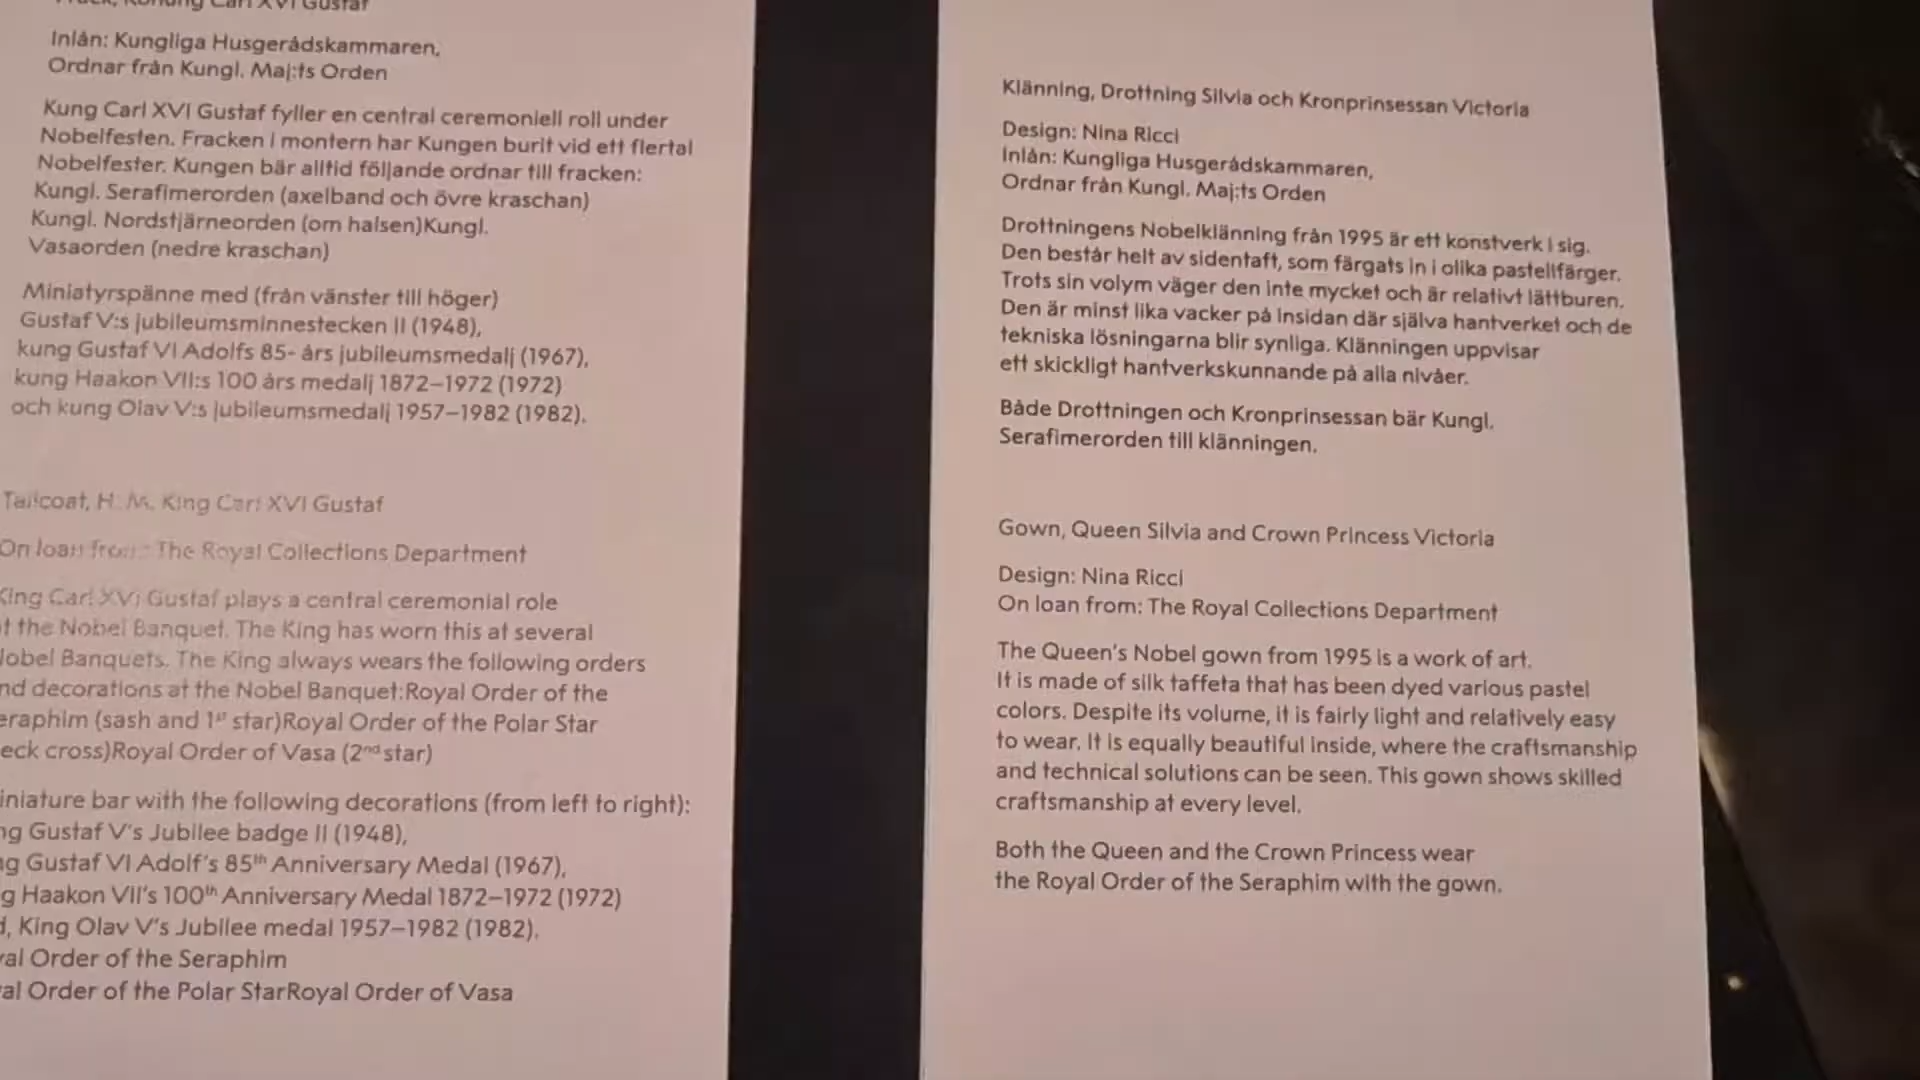 Frack, Konung Carl XVI Gustaf
Inlån: Kungliga Husgerådskammaren,
Ordnar från Kungl. Maj:ts Orden
Kung Carl XVI Gustaf fyller en central ceremoniell roll under
Nobelfesten. Fracken i montern har Kungen burit vid ett flertal
Nobelfester. Kungen bär alltid följande ordnar till fracken:
Kungl. Serafimerorden (axelband och övre kraschan)
Kungl. Nordstjärneorden (om halsen)Kungl.
Vasaorden (nedre kraschan)
Miniatyrspänne med (från vänster till höger)
Gustaf V:s jubileumsminnestecken II (1948),
kung Gustaf VI Adolfs 85- års jubileumsmedalj (1967),
kung Haakon VII:s 100 års medalj 1872–1972 (1972)
och kung Olav V:s jubileumsmedalj 1957–1982 (1982).
Tailcoat, H. M. King Carl XVI Gustaf
On loan from: The Royal Collections Department
King Carl XVI Gustaf plays a central ceremonial role
at the Nobel Banquet. The King has worn this at several
Nobel Banquets. The King always wears the following orders
nd decorations at the Nobel Banquet:Royal Order of the
eraphim (sash and 1st star)Royal Order of the Polar Star
eck cross)Royal Order of Vasa (2nd star)
iniature bar with the following decorations (from left to right):
ng Gustaf V's Jubilee badge II (1948),
ng Gustaf VI Adolf's 85th Anniversary Medal (1967),
g Haakon VII's 100th Anniversary Medal 1872–1972 (1972)
d, King Olav V's Jubilee medal 1957–1982 (1982).
yal Order of the Seraphim
yal Order of the Polar StarRoyal Order of Vasa
Klänning, Drottning Silvia och Kronprinsessan Victoria
Design: Nina Ricci
Inlån: Kungliga Husgerådskammaren,
Ordnar från Kungl. Maj:ts Orden
Drottningens Nobelklänning från 1995 är ett konstverk i sig.
Den består helt av sidentaft, som färgats in i olika pastellfärger.
Trots sin volym väger den inte mycket och är relativt lättburen.
Den är minst lika vacker på insidan där själva hantverket och de
tekniska lösningarna blir synliga. Klänningen uppvisar
ett skickligt hantverkskunnande på alla nivåer.
Både Drottningen och Kronprinsessan bär Kungl.
Serafimerorden till klänningen.
Gown, Queen Silvia and Crown Princess Victoria
Design: Nina Ricci
On loan from: The Royal Collections Department
The Queen's Nobel gown from 1995 is a work of art.
It is made of silk taffeta that has been dyed various pastel
colors. Despite its volume, it is fairly light and relatively easy
to wear. It is equally beautiful inside, where the craftsmanship
and technical solutions can be seen. This gown shows skilled
craftsmanship at every level.
Both the Queen and the Crown Princess wear
the Royal Order of the Seraphim with the gown.